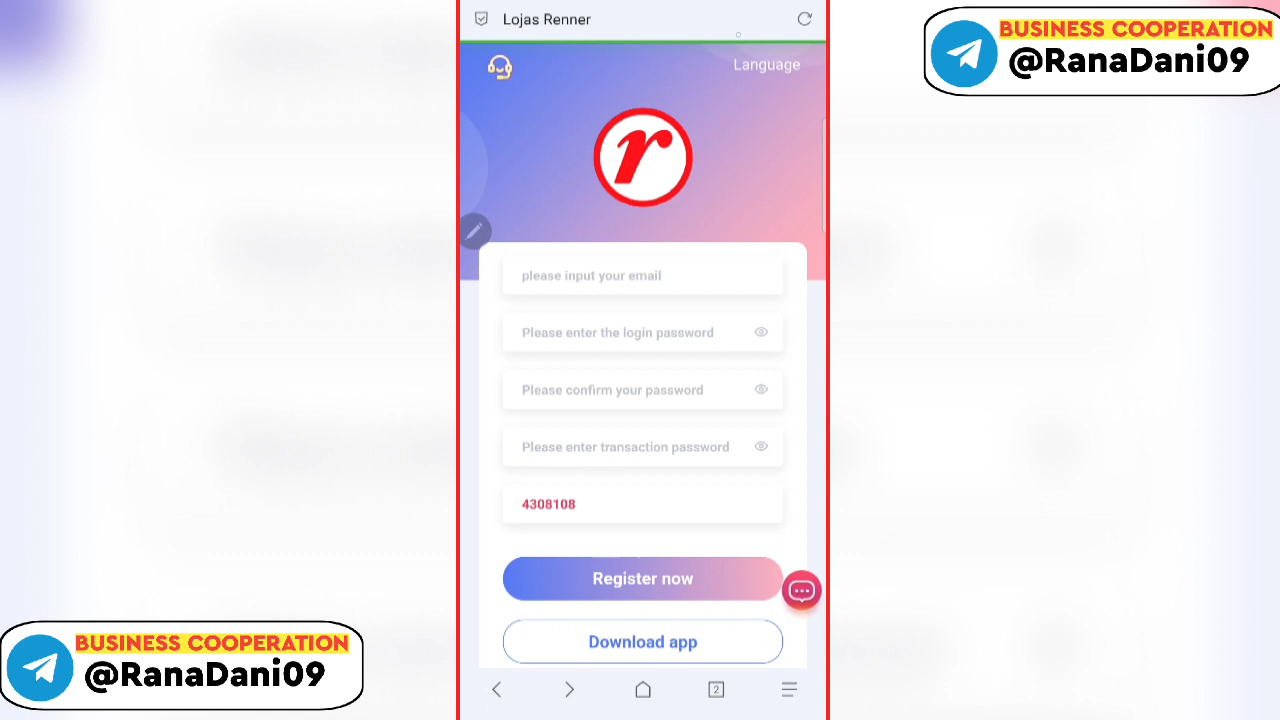 Lojas Renner
Language
r
please input your email
Please enter the login password
Please confirm your password
Please enter transaction password
4308108
Register now
Download app
2
BUSINESS COOPERATION
@RanaDani09
BUSINESS COOPERATION
@RanaDani09